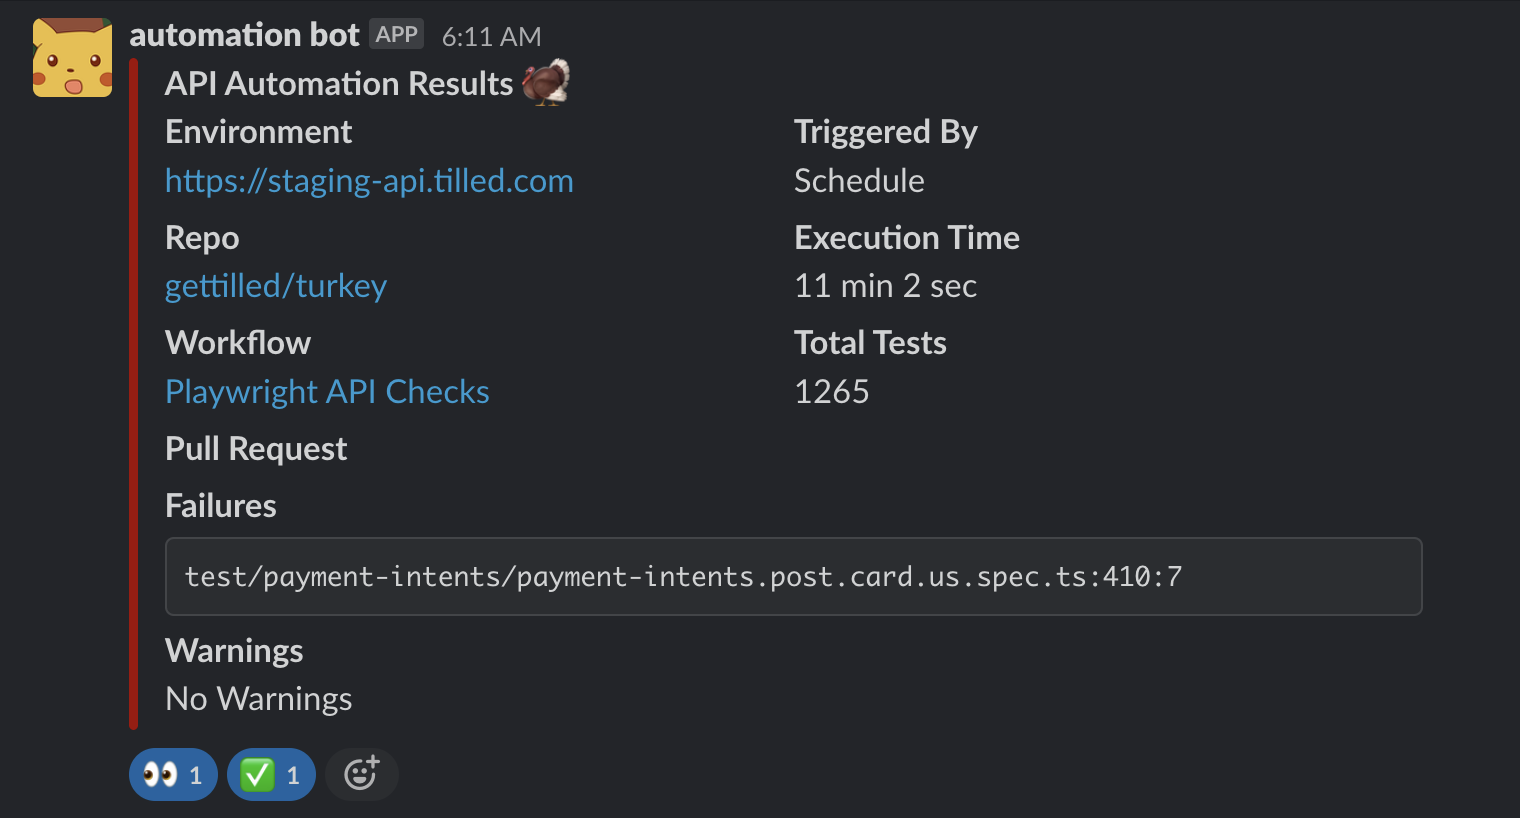 automation bot APP 6:11 AM
API Automation Results
Environment
https://staging-api.tilled.com
Triggered By
Schedule
Repo
gettilled/turkey
Execution Time
11 min 2 sec
Workflow
Playwright API Checks
Total Tests
1265
Pull Request
Failures
test/payment-intents/payment-intents.post.card.us.spec.ts:410:7
Warnings
No Warnings
1
1